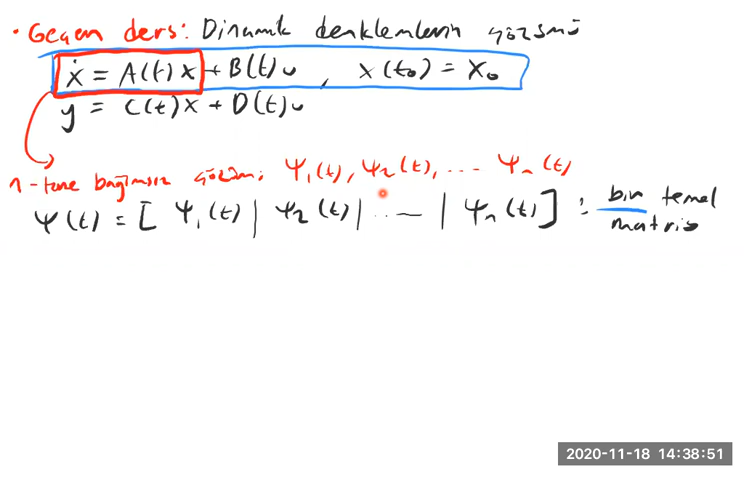 • Geçen ders: Dinamik denklemlerin çözümü
ẋ = A(t)x + B(t)u , x(t₀) = x₀
y = C(t)x + D(t)u
n-tane bağımsız çözüm: Ψ₁(t), Ψ₂(t), ... Ψₙ(t)
Ψ(t) = [ Ψ₁(t) | Ψ₂(t) | ... | Ψₙ(t) ] : bir temel
matris
2020-11-18 14:38:51